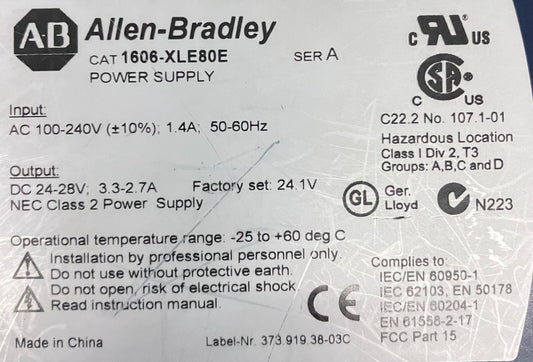 AB Allen-Bradley
CAT 1606-XLE80E SER A
POWER SUPPLY
Input:
AC 100-240V (±10%); 1.4A; 50-60Hz
Output:
DC 24-28V; 3.3-2.7A Factory set: 24.1V
NEC Class 2 Power Supply
Operational temperature range: -25 to +60 deg C
Installation by professional personnel only.
Do not use without protective earth.
Do not open, risk of electrical shock.
Read instruction manual.
Made in China
Label-Nr. 373.919.38-03C
C UR US
C SA US
C22.2 No. 107.1-01
Hazardous Location
Class I Div 2, T3
Groups: A,B,C and D
GL Ger.
Lloyd
N223
CE
Complies to:
IEC/EN 60950-1
IEC 62103, EN 50178
IEC/EN 60204-1
EN 61558-2-17
FCC Part 15